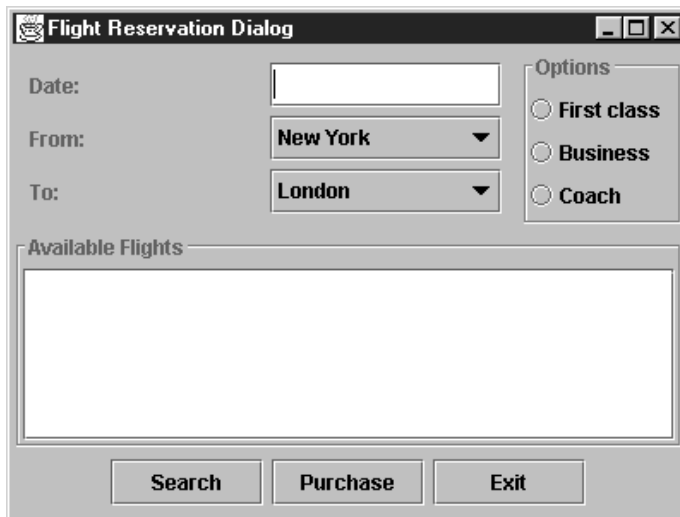 Flight Reservation Dialog
Date:
From:
New York
To:
London
Options
First class
Business
Coach
Available Flights
Search
Purchase
Exit